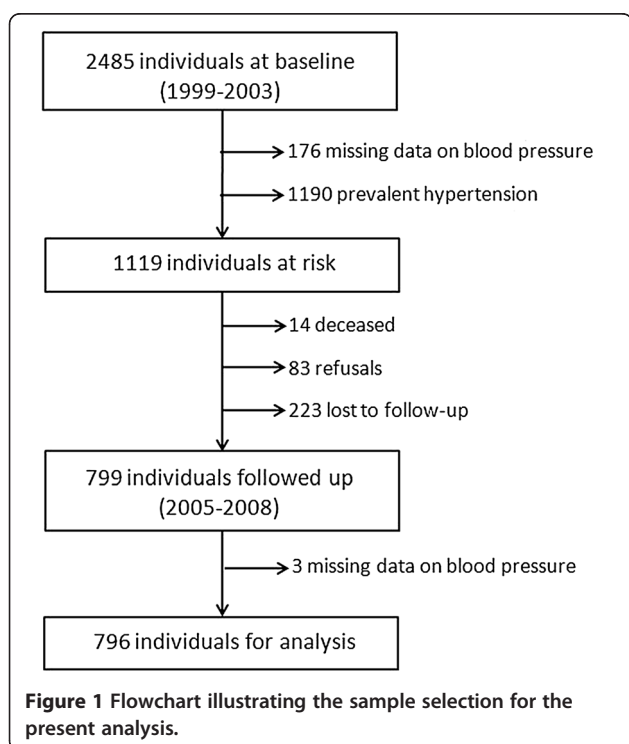 2485 individuals at baseline
(1999-2003)
176 missing data on blood pressure
1190 prevalent hypertension
1119 individuals at risk
14 deceased
83 refusals
223 lost to follow-up
799 individuals followed up
(2005-2008)
3 missing data on blood pressure
796 individuals for analysis
Figure 1 Flowchart illustrating the sample selection for the
present analysis.